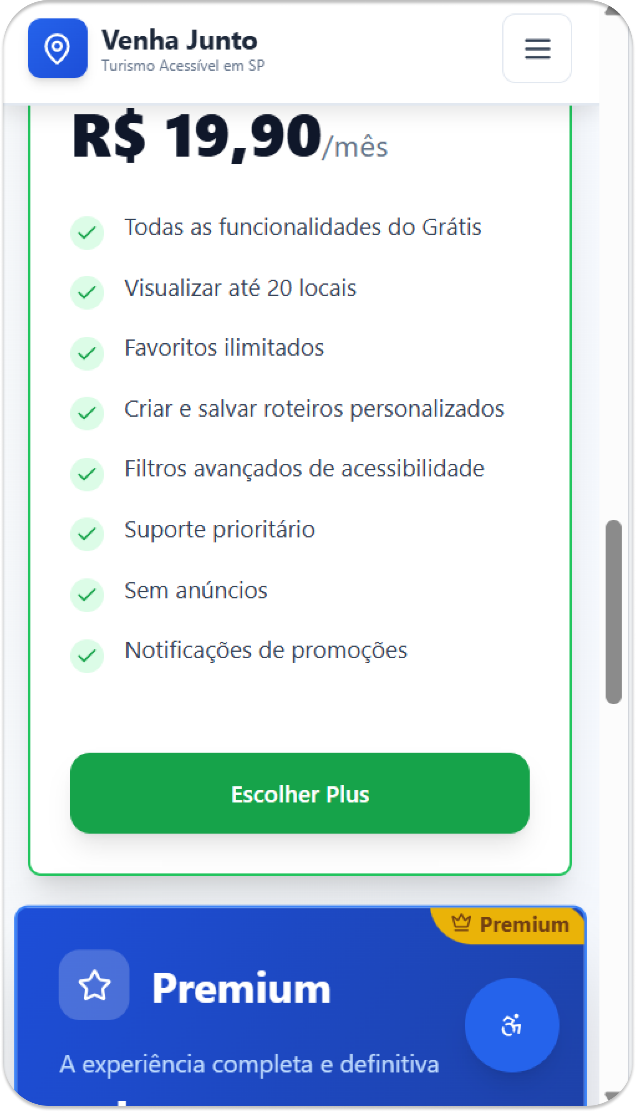 Venha Junto
Turismo Acessível em SP
R$ 19,90/mês
Todas as funcionalidades do Grátis
Visualizar até 20 locais
Favoritos ilimitados
Criar e salvar roteiros personalizados
Filtros avançados de acessibilidade
Suporte prioritário
Sem anúncios
Notificações de promoções
Escolher Plus
Premium
Premium
A experiência completa e definitiva